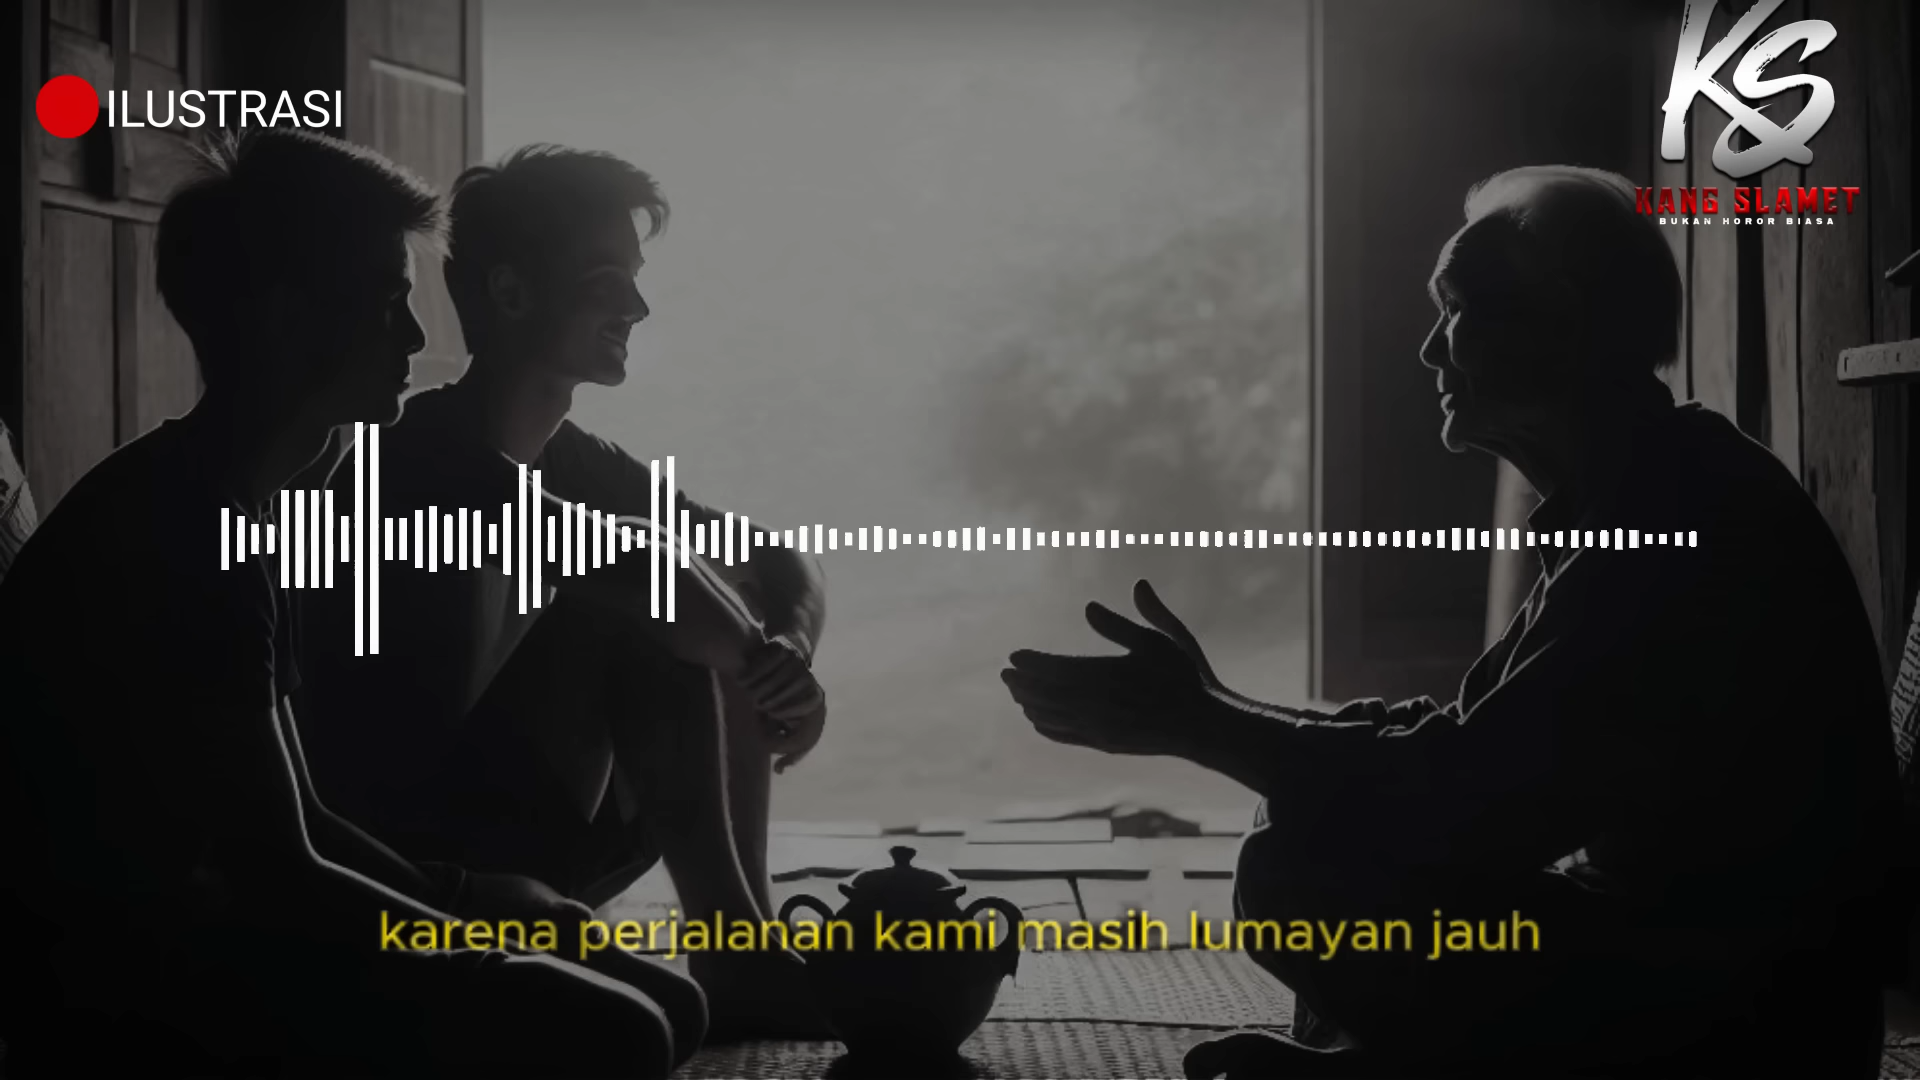 ILUSTRASI
KS
KANG SLAMET
BUKAN HOROR BIASA
karena perjalanan kami masih lumayan jauh